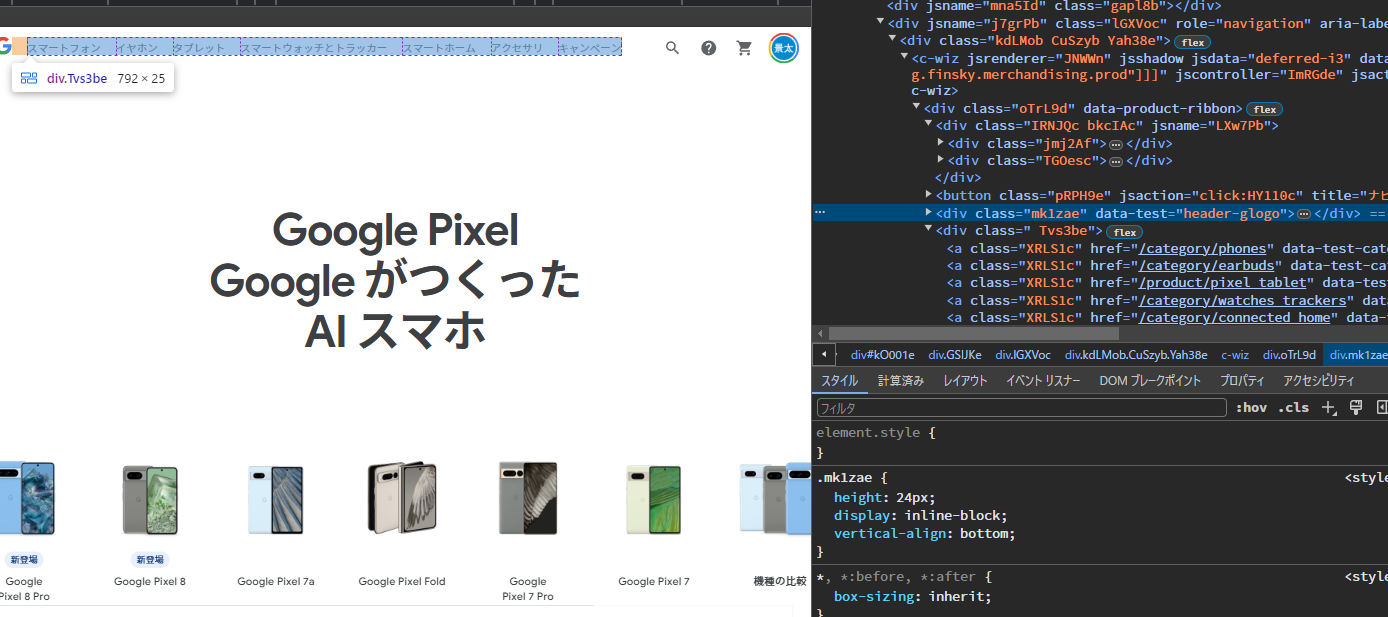 スマートフォン イヤホン タブレット スマートウォッチとトラッカー スマートホーム アクセサリ キャンペーン
景太
div.Tvs3be 792 × 25
Google Pixel
Google がつくった
AI スマホ
新登場
Google
Pixel 8 Pro
新登場
Google Pixel 8
Google Pixel 7a
Google Pixel Fold
Google
Pixel 7 Pro
Google Pixel 7
機種の比較
<div jsname="mna5Id" class="gapl8b"></div>
<div jsname="j7grPb" class="lGXVoc" role="navigation" aria-labe
<div class="kdLMob CuSzyb Yah38e"> flex
<c-wiz jsrenderer="JNWWn" jsshadow jsdata="deferred-i3" data
g.finsky.merchandising.prod"]]]" jscontroller="ImRGde" jsact
c-wiz>
<div class="oTrL9d" data-product-ribbon> flex
<div class="IRNJQc bkcIAc" jsname="LXw7Pb">
<div class="jmj2Af"> … </div>
<div class="TGOesc"> … </div>
</div>
<button class="pRPH9e" jsaction="click:HY110c" title="ナビ
… <div class="mk1zae" data-test="header-glogo"> … </div> ==
<div class=" Tvs3be"> flex
<a class="XRLS1c" href="/category/phones" data-test-cate
<a class="XRLS1c" href="/category/earbuds" data-test-cat
<a class="XRLS1c" href="/product/pixel_tablet" data-test
<a class="XRLS1c" href="/category/watches_trackers" data
<a class="XRLS1c" href="/category/connected_home" data-t
div#kO001e div.GSIJKe div.lGXVoc div.kdLMob.CuSzyb.Yah38e c-wiz div.oTrL9d div.mk1zae
スタイル 計算済み レイアウト イベント リスナー DOM ブレークポイント プロパティ アクセシビリティ
フィルタ :hov .cls
element.style {
}
.mk1zae { <style
height: 24px;
display: inline-block;
vertical-align: bottom;
}
*, *:before, *:after { <style
box-sizing: inherit;
}